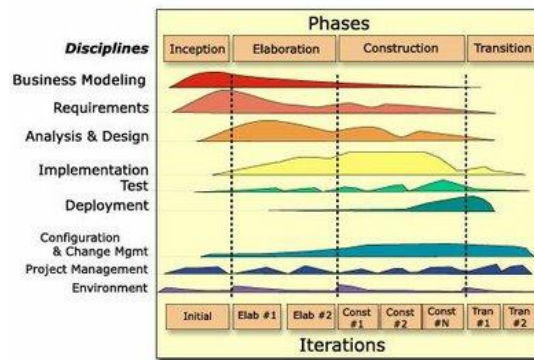 Phases
Disciplines
Inception
Elaboration
Construction
Transition
Business Modeling
Requirements
Analysis & Design
Implementation
Test
Deployment
Configuration
& Change Mgmt
Project Management
Environment
Initial
Elab #1
Elab #2
Const
#1
Const
#2
Const
#N
Tran
#1
Tran
#2
Iterations